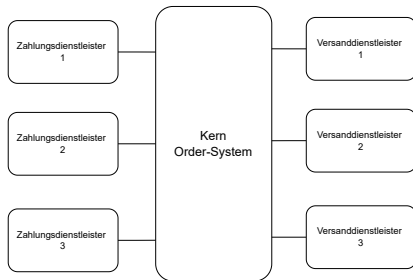 Zahlungsdienstleister
1
Zahlungsdienstleister
2
Zahlungsdienstleister
3
Kern
Order-System
Versanddienstleister
1
Versanddienstleister
2
Versanddienstleister
3